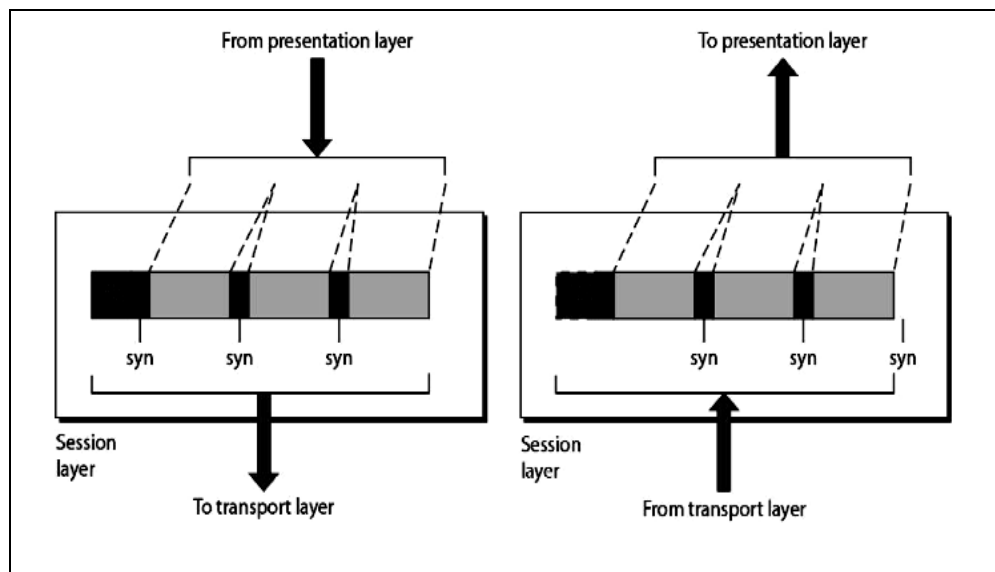 From presentation layer
To presentation layer
syn
syn
syn
syn
syn
syn
Session
layer
Session
layer
To transport layer
From transport layer